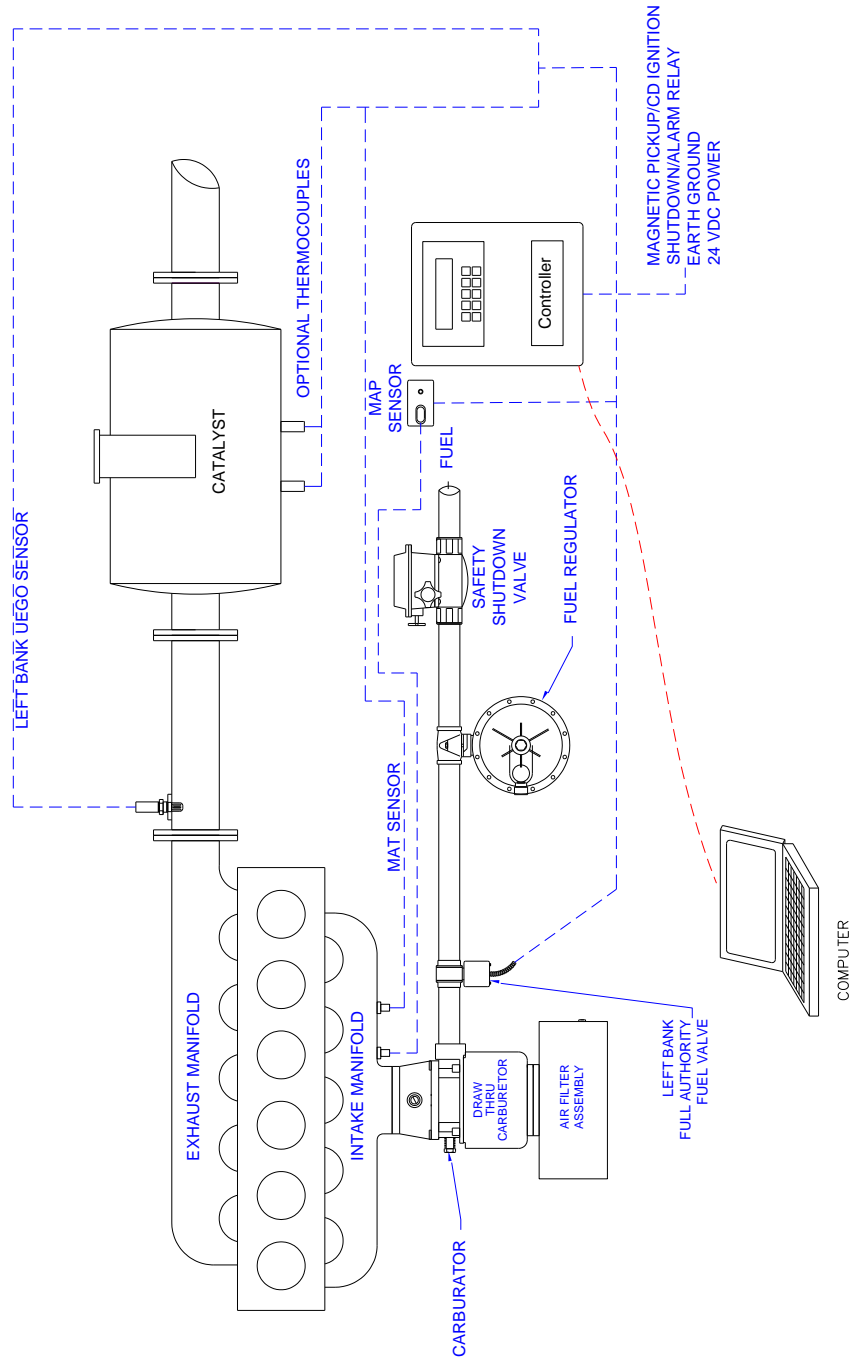 LEFT BANK UEGO SENSOR
OPTIONAL THERMOCOUPLES
CATALYST
MAP
SENSOR
MAGNETIC PICKUP/CD IGNITION
SHUTDOWN/ALARM RELAY
EARTH GROUND
24 VDC POWER
Controller
FUEL
SAFETY
SHUTDOWN
VALVE
FUEL REGULATOR
MAT SENSOR
EXHAUST MANIFOLD
INTAKE MANIFOLD
DRAW
THRU
CARBURETOR
AIR FILTER
ASSEMBLY
LEFT BANK
FULL AUTHORITY
FUEL VALVE
CARBURATOR
COMPUTER